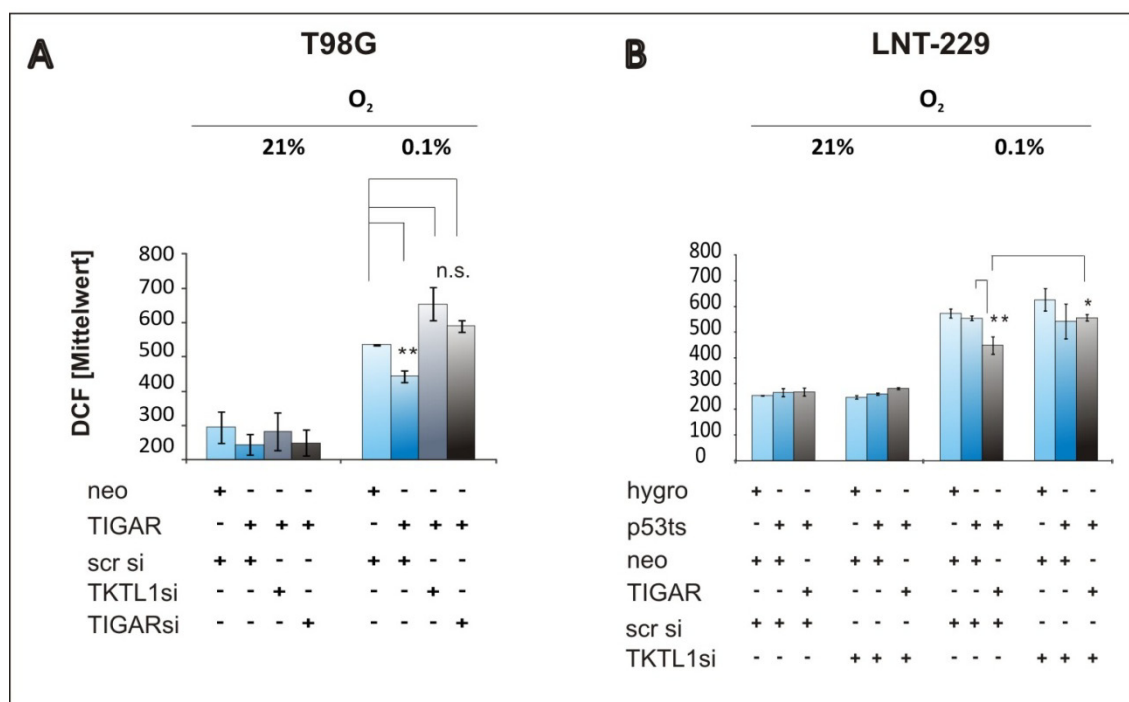 A
T98G
O2
21% 0.1%
DCF [Mittelwert]
800
700
600
500
400
300
200
n.s.
**
neo + - - - + - - -
TIGAR - + + + - + + +
scr si + + - - + + - -
TKTL1si - - + - - - + -
TIGARsi - - - + - - - +
B
LNT-229
O2
21% 0.1%
800
700
600
500
400
300
200
100
0
**
*
hygro + - - + - - + - - + - -
p53ts - + + - + + - + + - + +
neo + + - + + - + + - + + -
TIGAR - - + - - + - - + - - +
scr si + + + - - - + + + - - -
TKTL1si - - - + + + - - - + + +